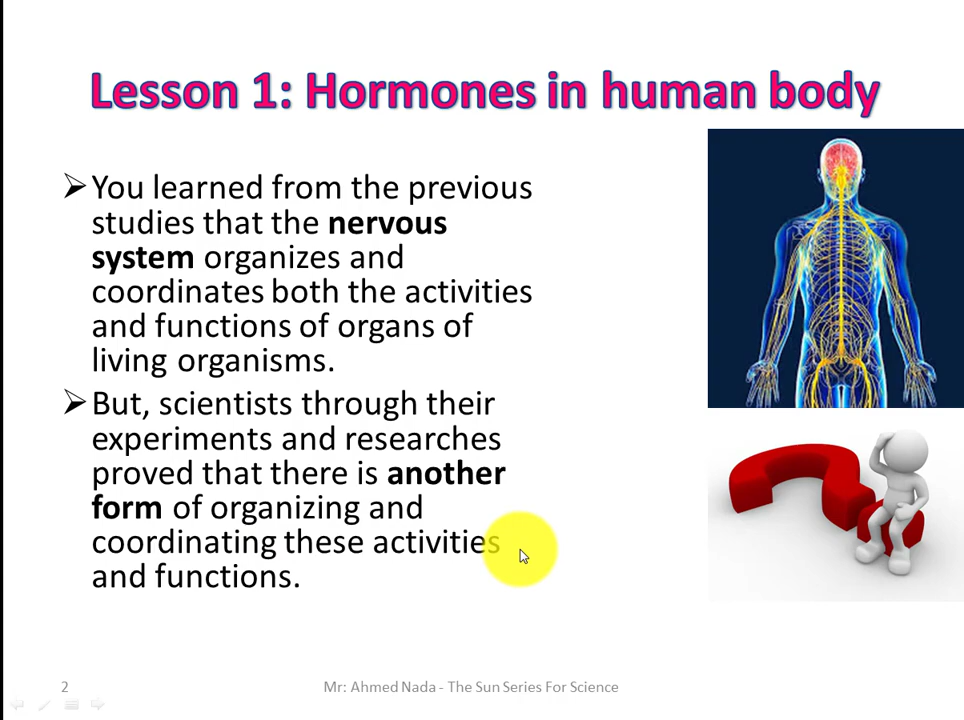 Lesson 1: Hormones in human body
➢You learned from the previous
studies that the nervous
system organizes and
coordinates both the activities
and functions of organs of
living organisms.
➢But, scientists through their
experiments and researches
proved that there is another
form of organizing and
coordinating these activities
and functions.
2
Mr: Ahmed Nada - The Sun Series For Science